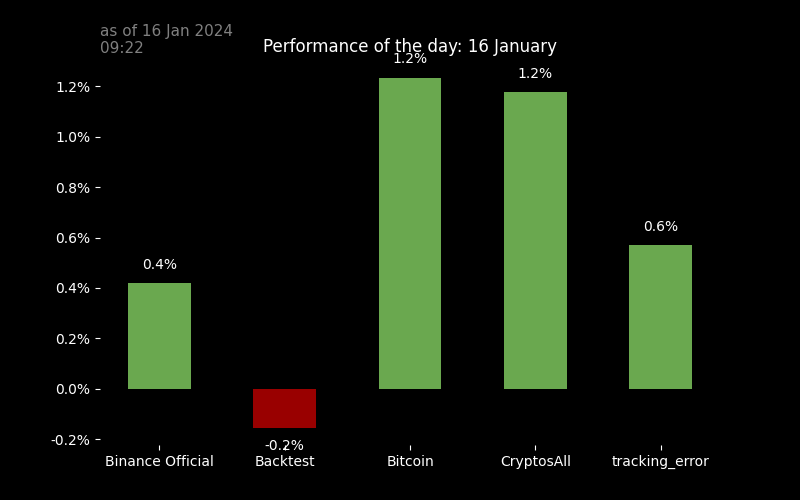 as of 16 Jan 2024
09:22
Performance of the day: 16 January
1.2%
1.0%
0.8%
0.6%
0.4%
0.2%
0.0%
-0.2%
0.4%
-0.2%
1.2%
1.2%
0.6%
Binance Official
Backtest
Bitcoin
CryptosAll
tracking_error